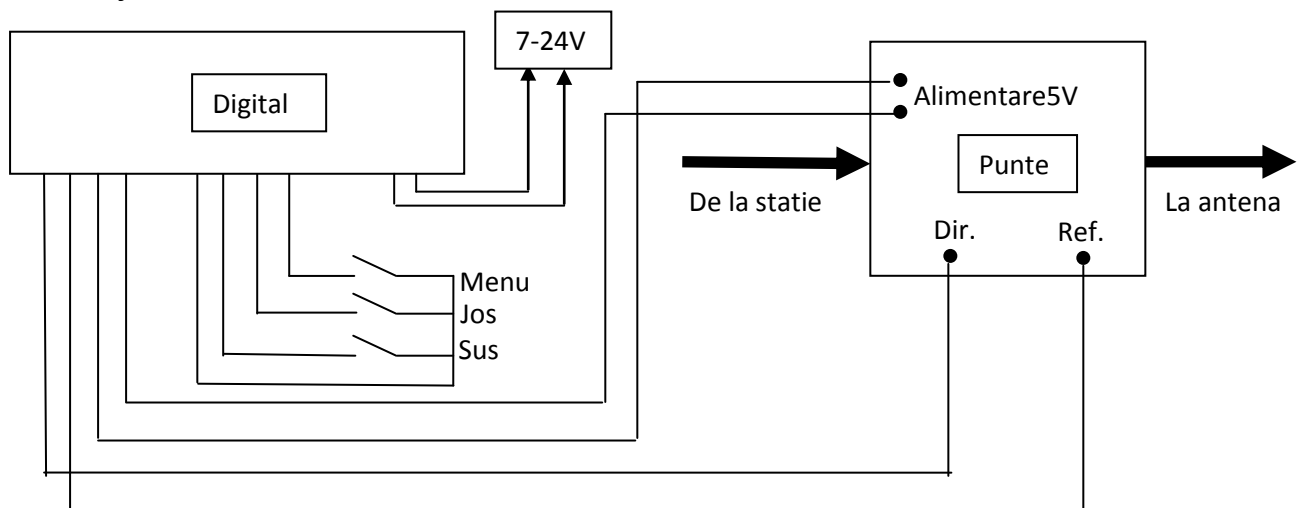 7-24V
Digital
Alimentare5V
Punte
De la statie
La antena
Dir.
Ref.
Menu
Jos
Sus